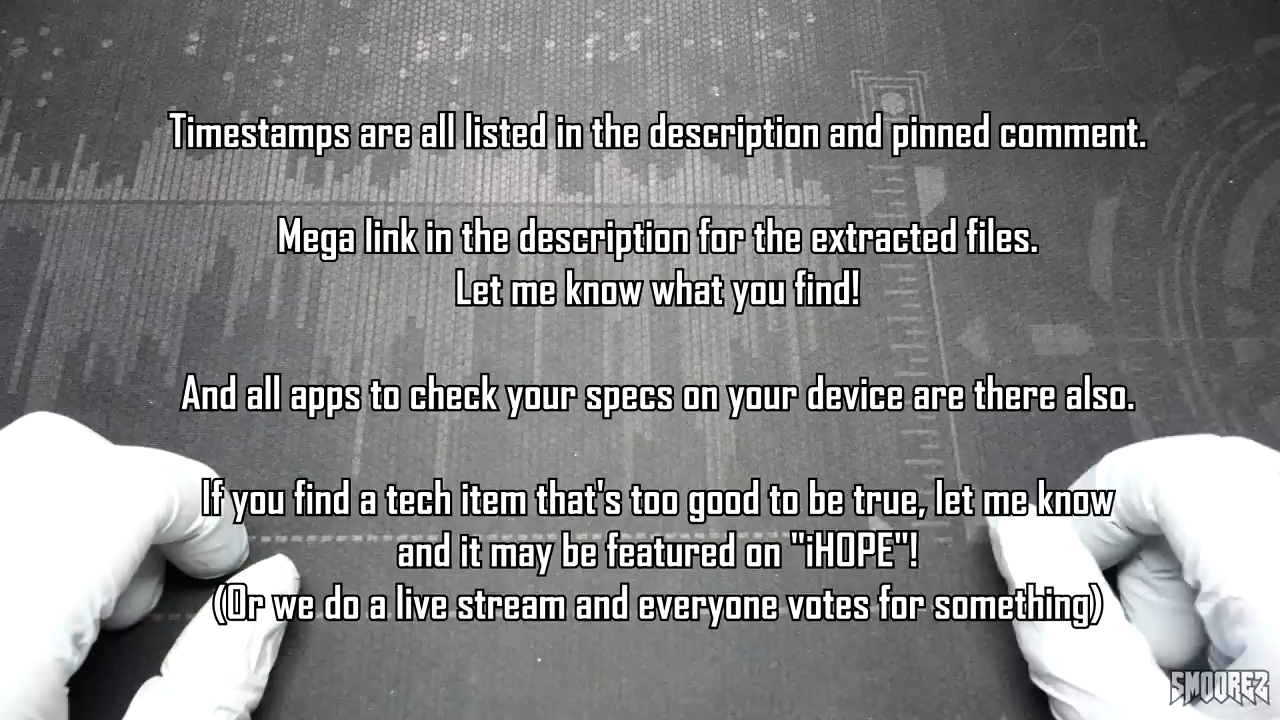 Timestamps are all listed in the description and pinned comment.
Mega link in the description for the extracted files.
Let me know what you find!
And all apps to check your specs on your device are there also.
If you find a tech item that's too good to be true, let me know
and it may be featured on "iHOPE"!
(Or we do a live stream and everyone votes for something)
SMOOREZ